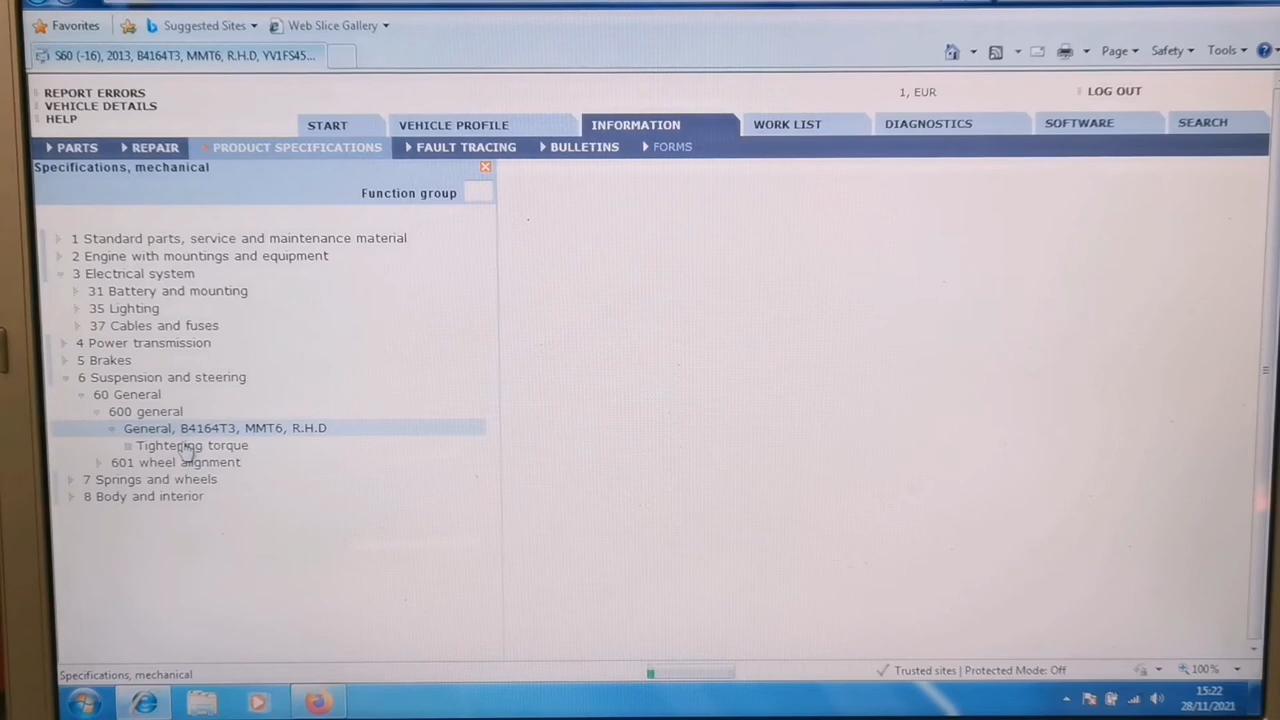 Favorites
Suggested Sites
Web Slice Gallery
S60 (-16), 2013, B4164T3, MMT6, R.H.D, YV1FS45...
Page
Safety
Tools
REPORT ERRORS
VEHICLE DETAILS
HELP
1, EUR
LOG OUT
START
VEHICLE PROFILE
INFORMATION
WORK LIST
DIAGNOSTICS
SOFTWARE
SEARCH
PARTS
REPAIR
PRODUCT SPECIFICATIONS
FAULT TRACING
BULLETINS
FORMS
Specifications, mechanical
Function group
1 Standard parts, service and maintenance material
2 Engine with mountings and equipment
3 Electrical system
31 Battery and mounting
35 Lighting
37 Cables and fuses
4 Power transmission
5 Brakes
6 Suspension and steering
60 General
600 general
General, B4164T3, MMT6, R.H.D
Tightening torque
601 wheel alignment
7 Springs and wheels
8 Body and interior
Specifications, mechanical
Trusted sites | Protected Mode: Off
100%
15:22
28/11/2021